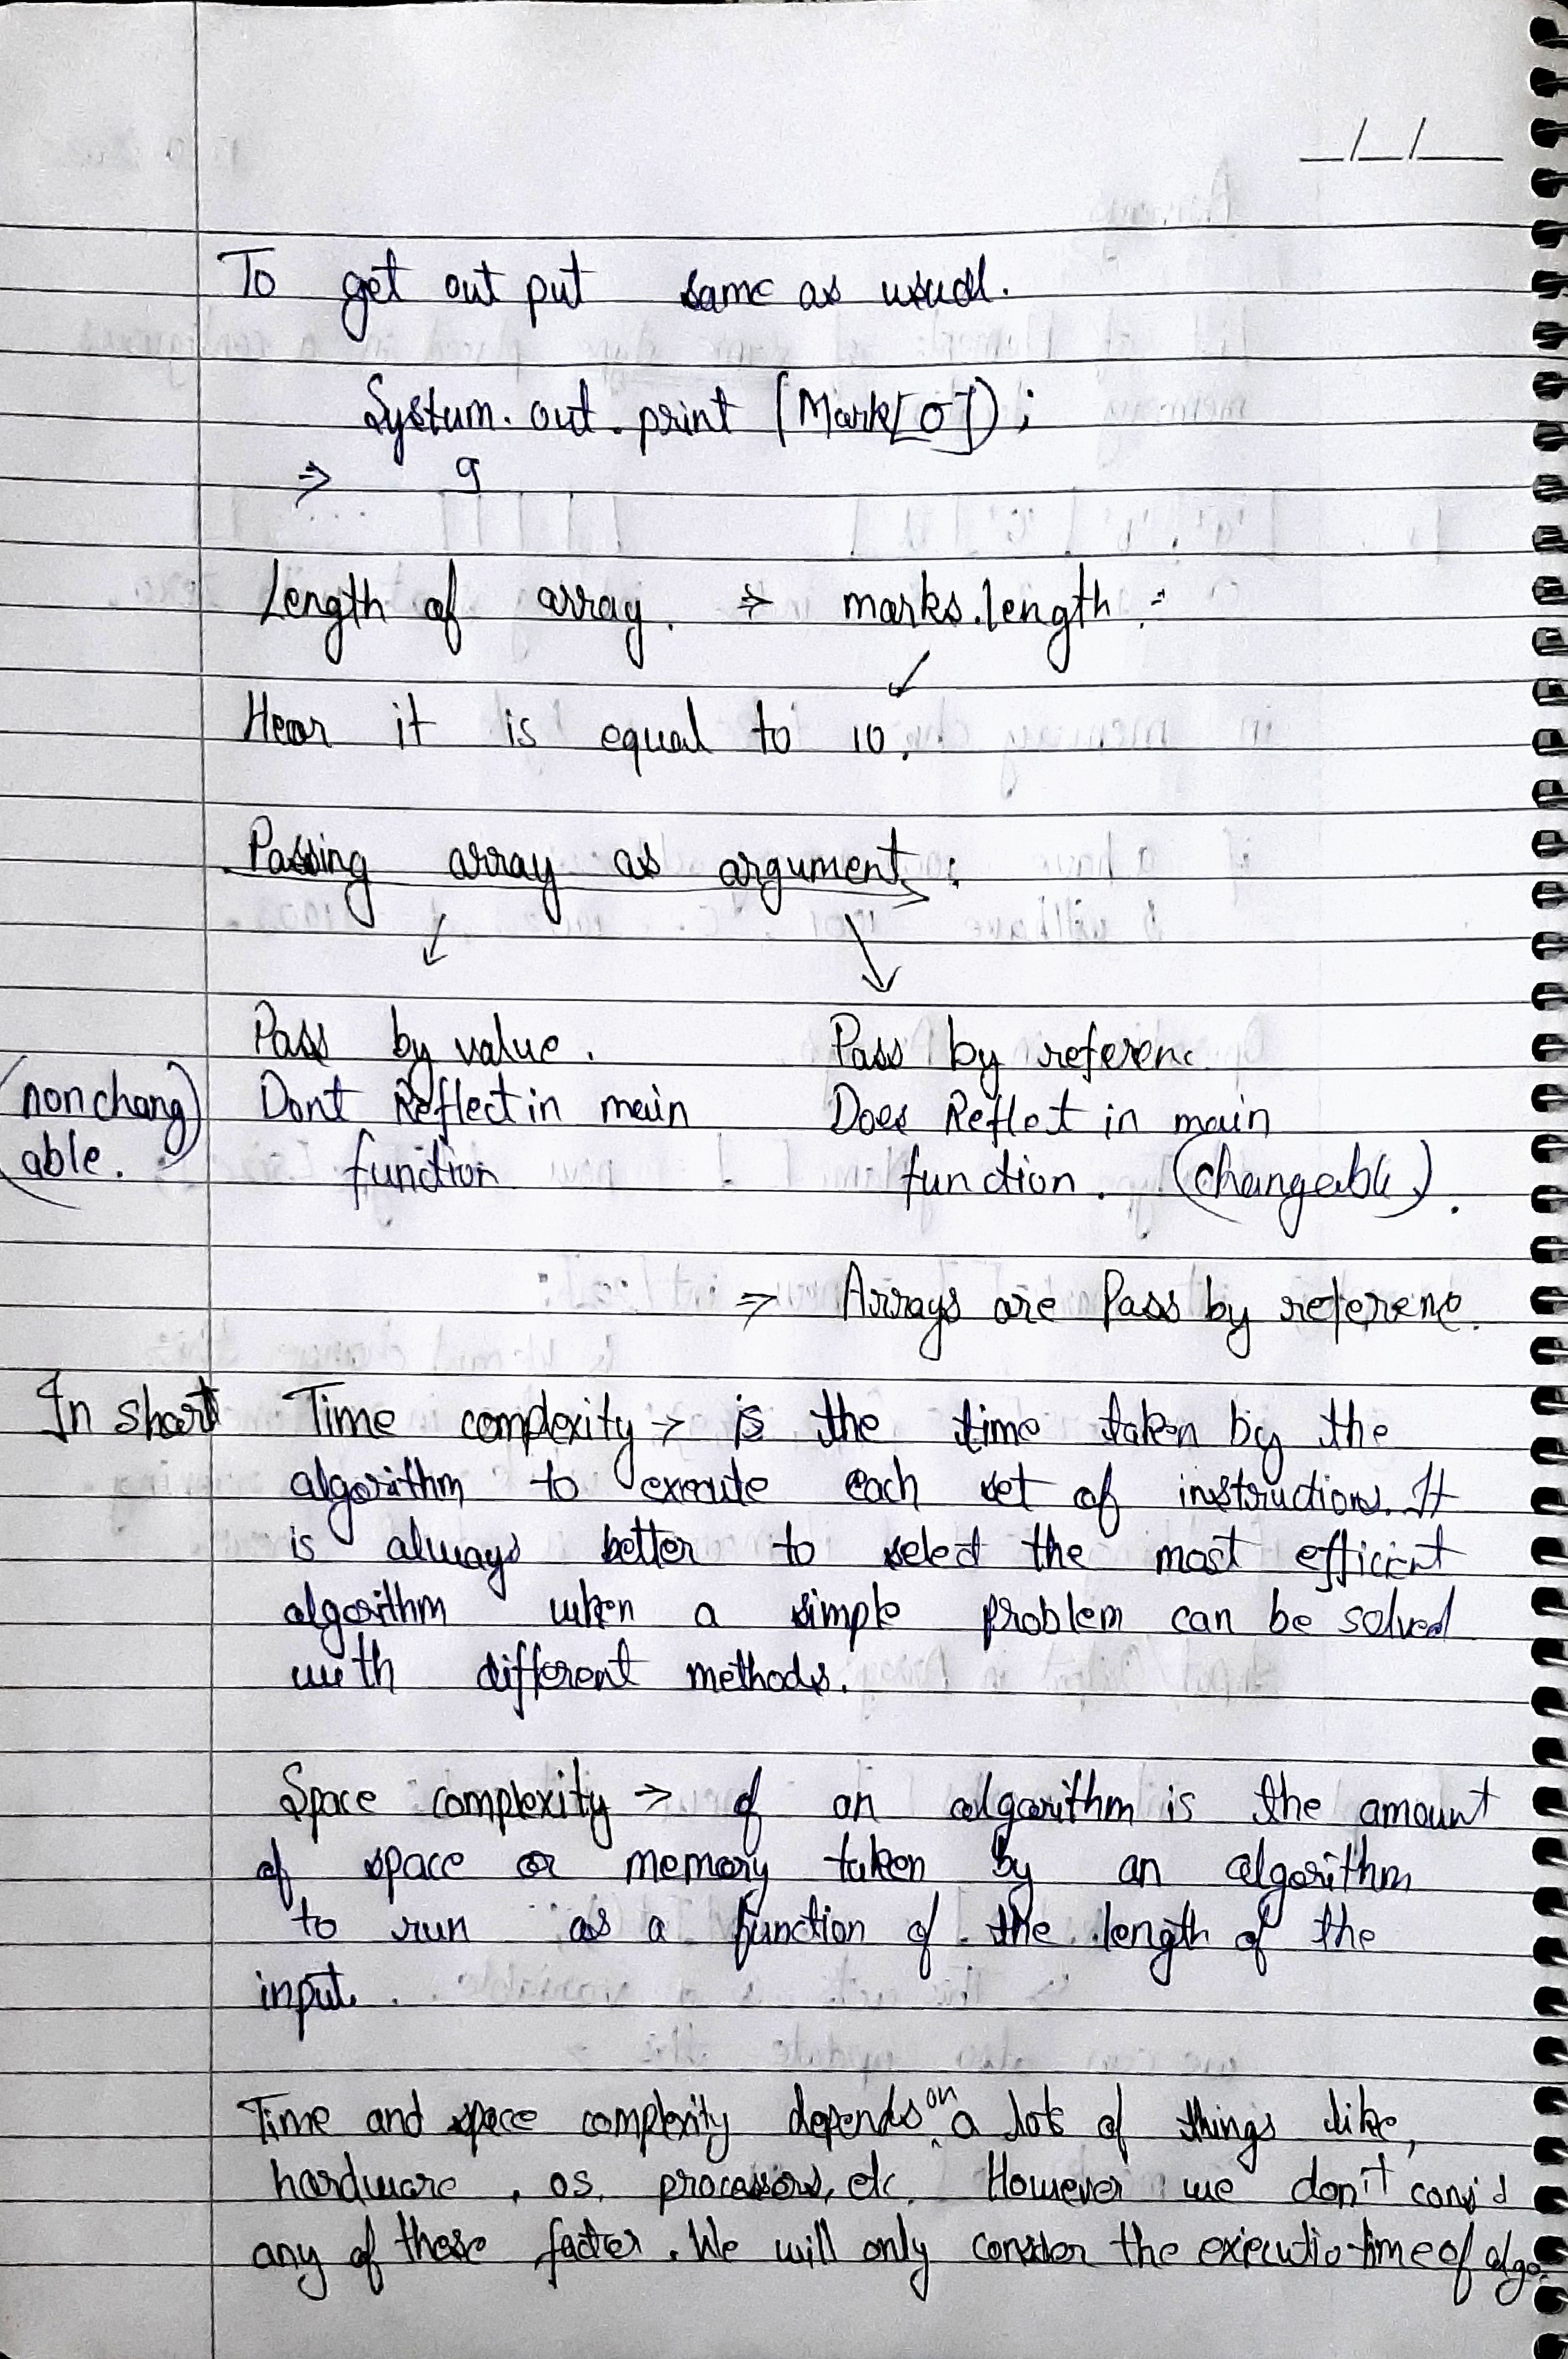 _/_/__
To get out put same as usual.
System.out.print (Mark[0]);
⇒ 9
Length of array. ⇒ marks.length :-
↙
Hear it is equal to 10.
Passing array as argument :
↙ ↘
Pass by value. Pass by referenc
(nonchang able.) Dont Reflect in main Does Reflet in main
function function. (changeable).
⇒ Arrays are Pass by referene.
In short Time complexity → is the time taken by the
algorithm to execute each set of instructions. It
is always better to select the most efficient
algorithm when a simple problem can be solved
with different methods.
Space complexity → of an algorithm is the amount
of space or memory taken by an algorithm
to run as a function of the length of the
input.
Time and space complexity depends on a lots of things like,
hardware, os, processors, etc. However we don't consid
any of these factor. We will only consider the executio time of algo.